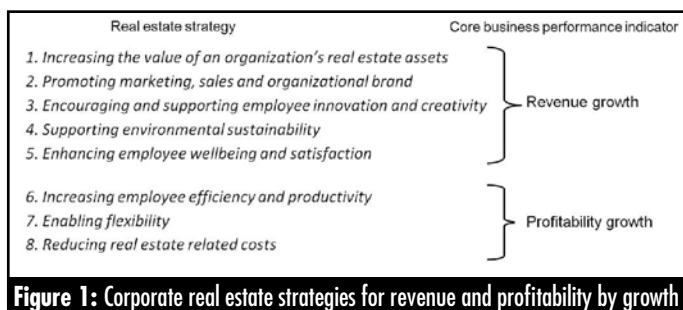 Real estate strategy Core business performance indicator
1. Increasing the value of an organization's real estate assets
2. Promoting marketing, sales and organizational brand
3. Encouraging and supporting employee innovation and creativity
Revenue growth
4. Supporting environmental sustainability
5. Enhancing employee wellbeing and satisfaction
6. Increasing employee efficiency and productivity
7. Enabling flexibility
Profitability growth
8. Reducing real estate related costs
Figure 1: Corporate real estate strategies for revenue and profitability by growth